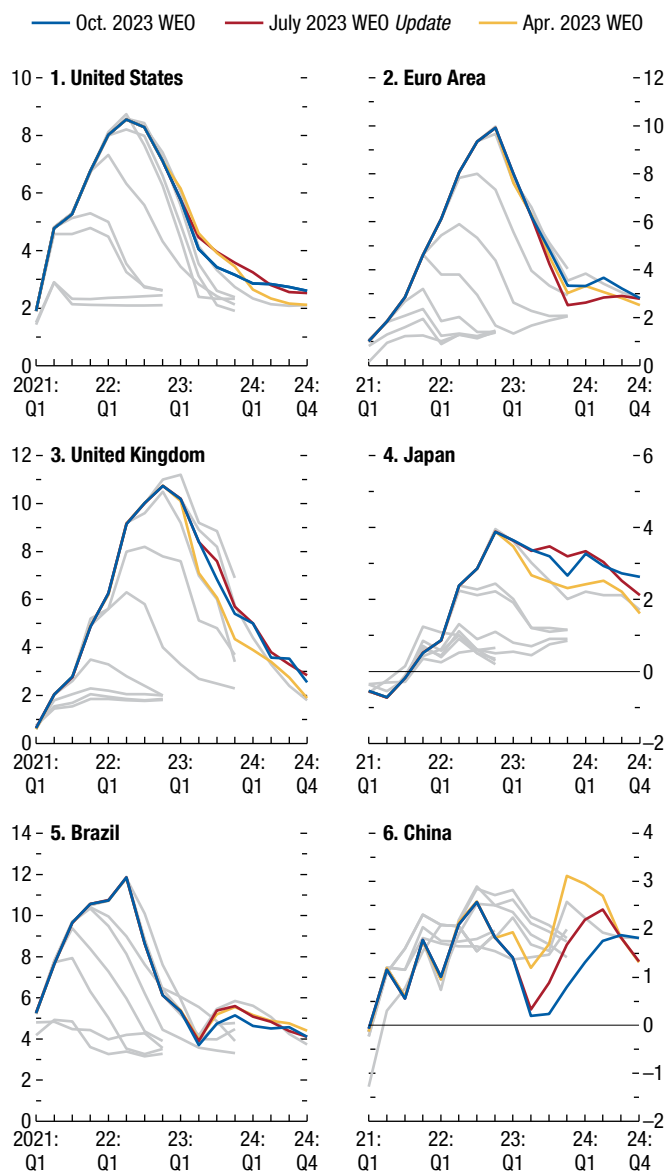 Oct. 2023 WEO July 2023 WEO Update Apr. 2023 WEO
1. United States
10
8
6
4
2
0
2021: 22: 23: 24: 24:
Q1 Q1 Q1 Q1 Q4
2. Euro Area
12
10
8
6
4
2
0
21: 22: 23: 24: 24:
Q1 Q1 Q1 Q1 Q4
3. United Kingdom
12
10
8
6
4
2
0
2021: 22: 23: 24: 24:
Q1 Q1 Q1 Q1 Q4
4. Japan
6
4
2
0
–2
21: 22: 23: 24: 24:
Q1 Q1 Q1 Q1 Q4
5. Brazil
14
12
10
8
6
4
2
0
2021: 22: 23: 24: 24:
Q1 Q1 Q1 Q1 Q4
6. China
4
3
2
1
0
–1
–2
21: 22: 23: 24: 24:
Q1 Q1 Q1 Q1 Q4